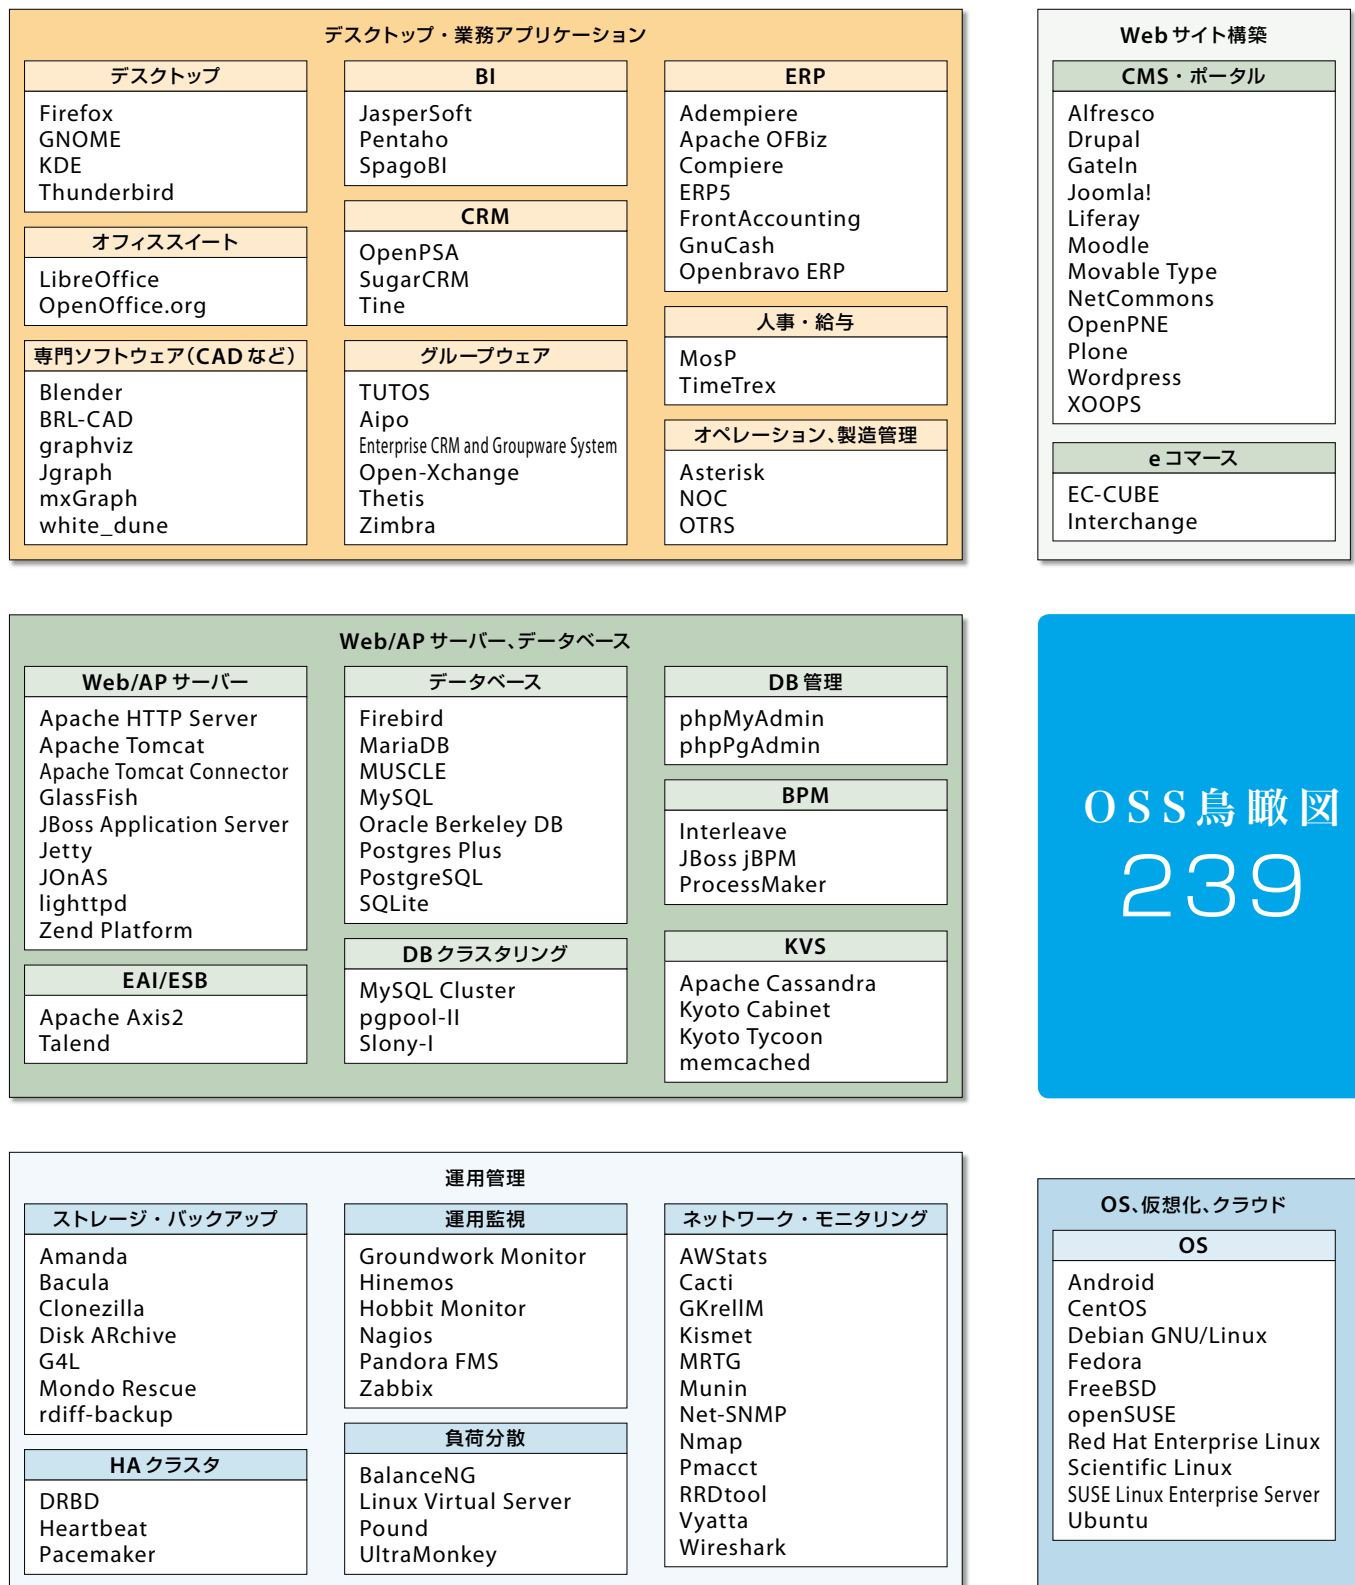 デスクトップ・業務アプリケーション
デスクトップ
Firefox
GNOME
KDE
Thunderbird
オフィススイート
LibreOffice
OpenOffice.org
専門ソフトウェア(CADなど)
Blender
BRL-CAD
graphviz
Jgraph
mxGraph
white_dune
BI
JasperSoft
Pentaho
SpagoBI
CRM
OpenPSA
SugarCRM
Tine
グループウェア
TUTOS
Aipo
Enterprise CRM and Groupware System
Open-Xchange
Thetis
Zimbra
ERP
Adempiere
Apache OFBiz
Compiere
ERP5
FrontAccounting
GnuCash
Openbravo ERP
人事・給与
MosP
TimeTrex
オペレーション、製造管理
Asterisk
NOC
OTRS
Webサイト構築
CMS・ポータル
Alfresco
Drupal
GateIn
Joomla!
Liferay
Moodle
Movable Type
NetCommons
OpenPNE
Plone
Wordpress
XOOPS
eコマース
EC-CUBE
Interchange
Web/APサーバー、データベース
Web/APサーバー
Apache HTTP Server
Apache Tomcat
Apache Tomcat Connector
GlassFish
JBoss Application Server
Jetty
JOnAS
lighttpd
Zend Platform
EAI/ESB
Apache Axis2
Talend
データベース
Firebird
MariaDB
MUSCLE
MySQL
Oracle Berkeley DB
Postgres Plus
PostgreSQL
SQLite
DBクラスタリング
MySQL Cluster
pgpool-II
Slony-I
DB管理
phpMyAdmin
phpPgAdmin
BPM
Interleave
JBoss jBPM
ProcessMaker
KVS
Apache Cassandra
Kyoto Cabinet
Kyoto Tycoon
memcached
OSS鳥瞰図
239
運用管理
ストレージ・バックアップ
Amanda
Bacula
Clonezilla
Disk ARchive
G4L
Mondo Rescue
rdiff-backup
HAクラスタ
DRBD
Heartbeat
Pacemaker
運用監視
Groundwork Monitor
Hinemos
Hobbit Monitor
Nagios
Pandora FMS
Zabbix
負荷分散
BalanceNG
Linux Virtual Server
Pound
UltraMonkey
ネットワーク・モニタリング
AWStats
Cacti
GKrellM
Kismet
MRTG
Munin
Net-SNMP
Nmap
Pmacct
RRDtool
Vyatta
Wireshark
OS、仮想化、クラウド
OS
Android
CentOS
Debian GNU/Linux
Fedora
FreeBSD
openSUSE
Red Hat Enterprise Linux
Scientific Linux
SUSE Linux Enterprise Server
Ubuntu